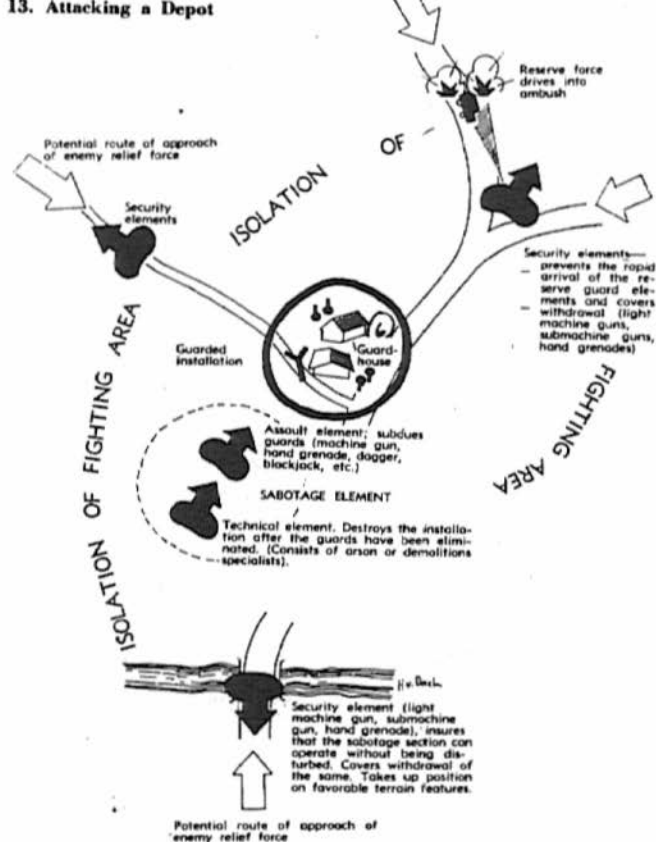 13. Attacking a Depot
Reserve force
drives into
ambush
Potential route of approach
of enemy relief force
ISOLATION OF
Security
elements
Security elements—
prevents the rapid
arrival of the re-
serve guard ele-
ments and covers
withdrawal (light
machine guns,
submachine guns,
hand grenades)
Guarded
installation
Guard-
house
FIGHTING AREA
ISOLATION OF FIGHTING AREA
Assault element; subdues
guards (machine gun,
hand grenade, dagger,
blackjack, etc.)
SABOTAGE ELEMENT
Technical element. Destroys the installa-
tion after the guards have been elimi-
nated. (Consists of arson or demolitions
specialists).
H.v. Dach
Security element (light
machine gun, submachine
gun, hand grenade), insures
that the sabotage section can
operate without being dis-
turbed. Covers withdrawal of
the same. Takes up position
on favorable terrain features.
Potential route of approach of
enemy relief force